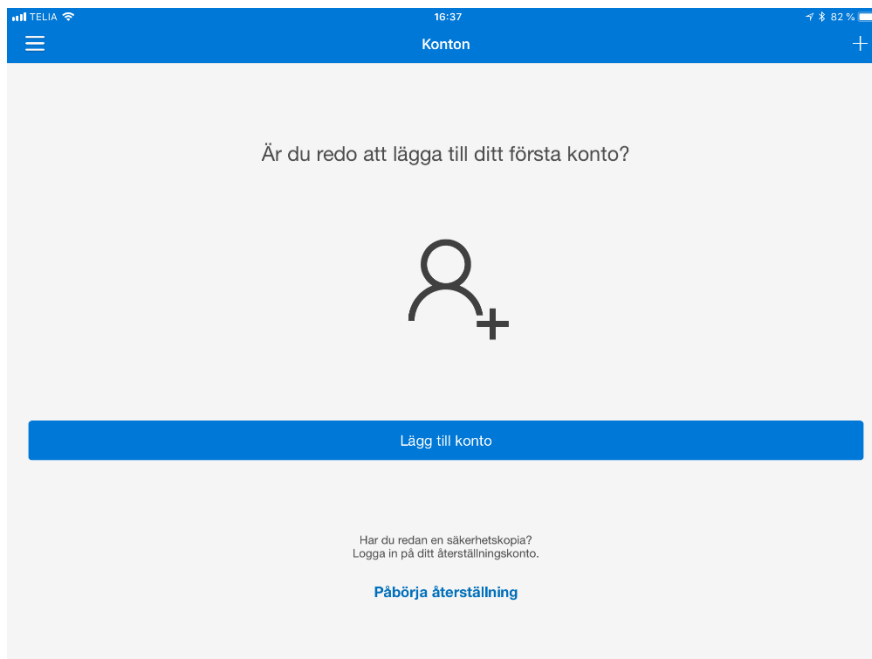 TELIA 16:37 82 %
Konton
Är du redo att lägga till ditt första konto?
Lägg till konto
Har du redan en säkerhetskopia?
Logga in på ditt återställningskonto.
Påbörja återställning